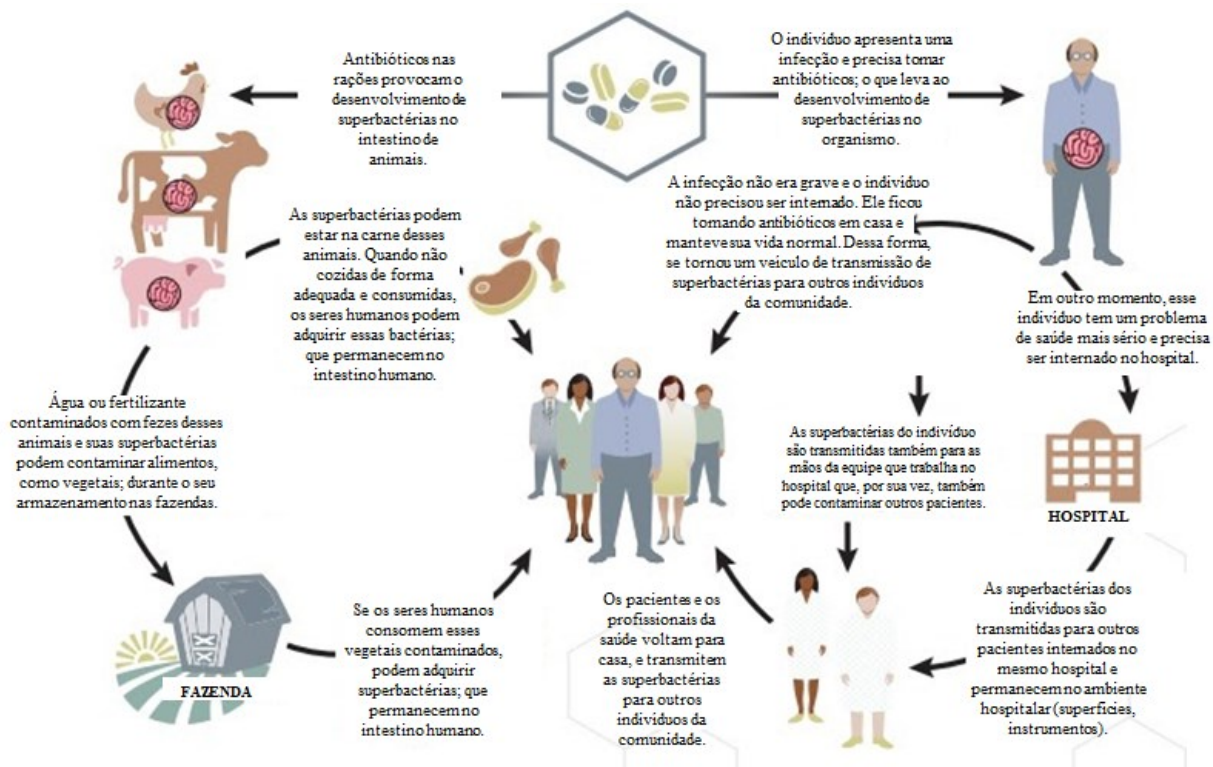 Antibióticos nas
rações provocam o
desenvolvimento de
superbactérias no
intestino de
animais.
O indivíduo apresenta uma
infecção e precisa tomar
antibióticos; o que leva ao
desenvolvimento de
superbactérias no
organismo.
As superbactérias podem
estar na carne desses
animais. Quando não
cozidas de forma
adequada e consumidas,
os seres humanos podem
adquirir essas bactérias;
que permanecem no
intestino humano.
A infecção não era grave e o individuo
não precisou ser internado. Ele ficou
tomando antibióticos em casa e
manteve sua vida normal. Dessa forma,
se tornou um veículo de transmissão de
superbactérias para outros indivíduos
da comunidade.
Em outro momento, esse
individuo tem um problema
de saúde mais sério e precisa
ser internado no hospital.
Água ou fertilizante
contaminados com fezes desses
animais e suas superbactérias
podem contaminar alimentos,
como vegetais; durante o seu
armazenamento nas fazendas.
As superbactérias do indivíduo
são transmitidas também para as
mãos da equipe que trabalha no
hospital que, por sua vez, também
pode contaminar outros pacientes.
HOSPITAL
FAZENDA
Se os seres humanos
consomem esses
vegetais contaminados,
podem adquirir
superbactérias; que
permanecem no
intestino humano.
Os pacientes e os
profissionais da
saúde voltam para
casa, e transmitem
as superbactérias
para outros
indivíduos da
comunidade.
As superbactérias dos
indivíduos são
transmitidas para outros
pacientes internados no
mesmo hospital e
permanecem no ambiente
hospitalar (superfícies,
instrumentos).